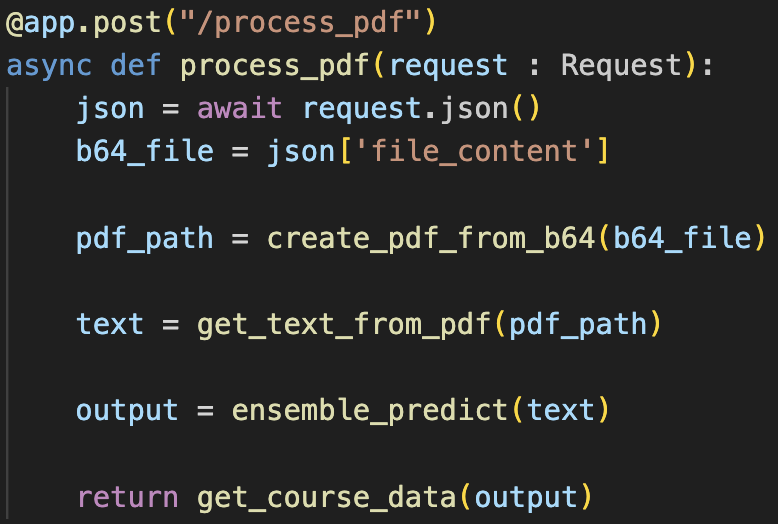 @app.post("/process_pdf")
async def process_pdf(request : Request):
    json = await request.json()
    b64_file = json['file_content']
    pdf_path = create_pdf_from_b64(b64_file)
    text = get_text_from_pdf(pdf_path)
    output = ensemble_predict(text)
    return get_course_data(output)